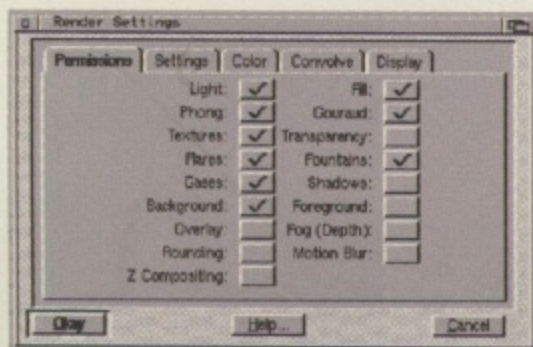 Render Settings
Permissions Settings Color Convolve Display
Light: Fill:
Phong: Gouraud:
Textures: Transparency:
Flares: Fountains:
Gases: Shadows:
Background: Foreground:
Overlay: Fog (Depth):
Rounding: Motion Blur:
Z Compositing:
Okay Help... Cancel